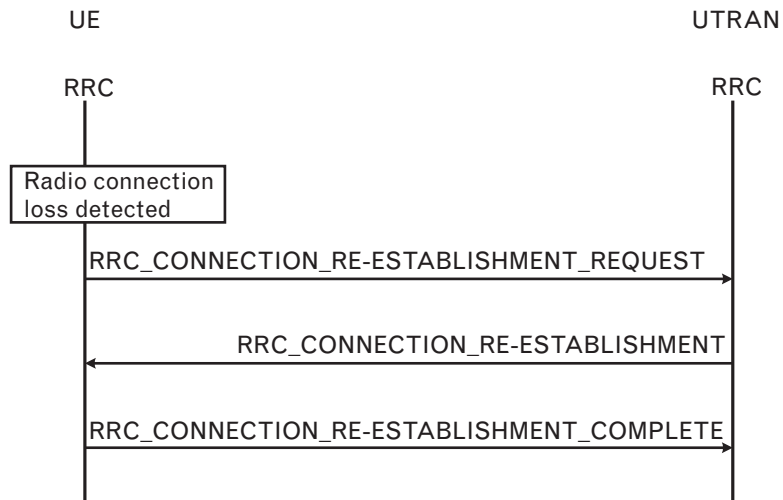 UE UTRAN
RRC RRC
Radio connection
loss detected
RRC_CONNECTION_RE-ESTABLISHMENT_REQUEST
RRC_CONNECTION_RE-ESTABLISHMENT
RRC_CONNECTION_RE-ESTABLISHMENT_COMPLETE